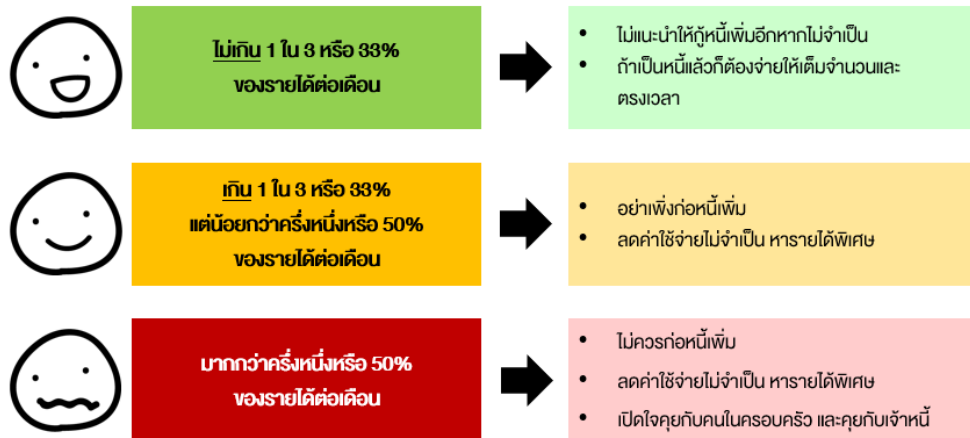 ไม่เกิน 1 ใน 3 หรือ 33%
ของรายได้ต่อเดือน
• ไม่แนะนำให้กู้หนี้เพิ่มอีกหากไม่จำเป็น
• ถ้าเป็นหนี้แล้วก็ต้องจ่ายให้เต็มจำนวนและ
ตรงเวลา
เกิน 1 ใน 3 หรือ 33%
แต่น้อยกว่าครึ่งหนึ่งหรือ 50%
ของรายได้ต่อเดือน
• อย่าเพิ่งก่อหนี้เพิ่ม
• ลดค่าใช้จ่ายไม่จำเป็น หารายได้พิเศษ
มากกว่าครึ่งหนึ่งหรือ 50%
ของรายได้ต่อเดือน
• ไม่ควรก่อหนี้เพิ่ม
• ลดค่าใช้จ่ายไม่จำเป็น หารายได้พิเศษ
• เปิดใจคุยกับคนในครอบครัว และคุยกับเจ้าหนี้